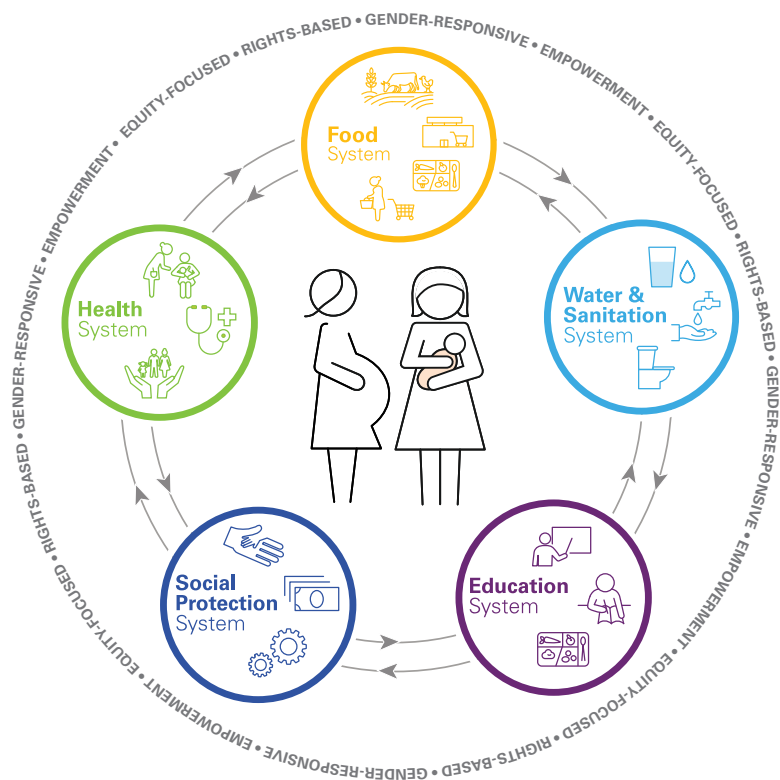 EQUITY-FOCUSED • RIGHTS-BASED • GENDER-RESPONSIVE • EMPOWERMENT • EQUITY-FOCUSED • RIGHTS-BASED • GENDER-RESPONSIVE • EMPOWERMENT • EQUITY-FOCUSED • RIGHTS-BASED • GENDER-RESPONSIVE • EMPOWERMENT • EQUITY-FOCUSED • RIGHTS-BASED • GENDER-RESPONSIVE • EMPOWERMENT •
Food
System
Health
System
Water &
Sanitation
System
Social
Protection
System
Education
System